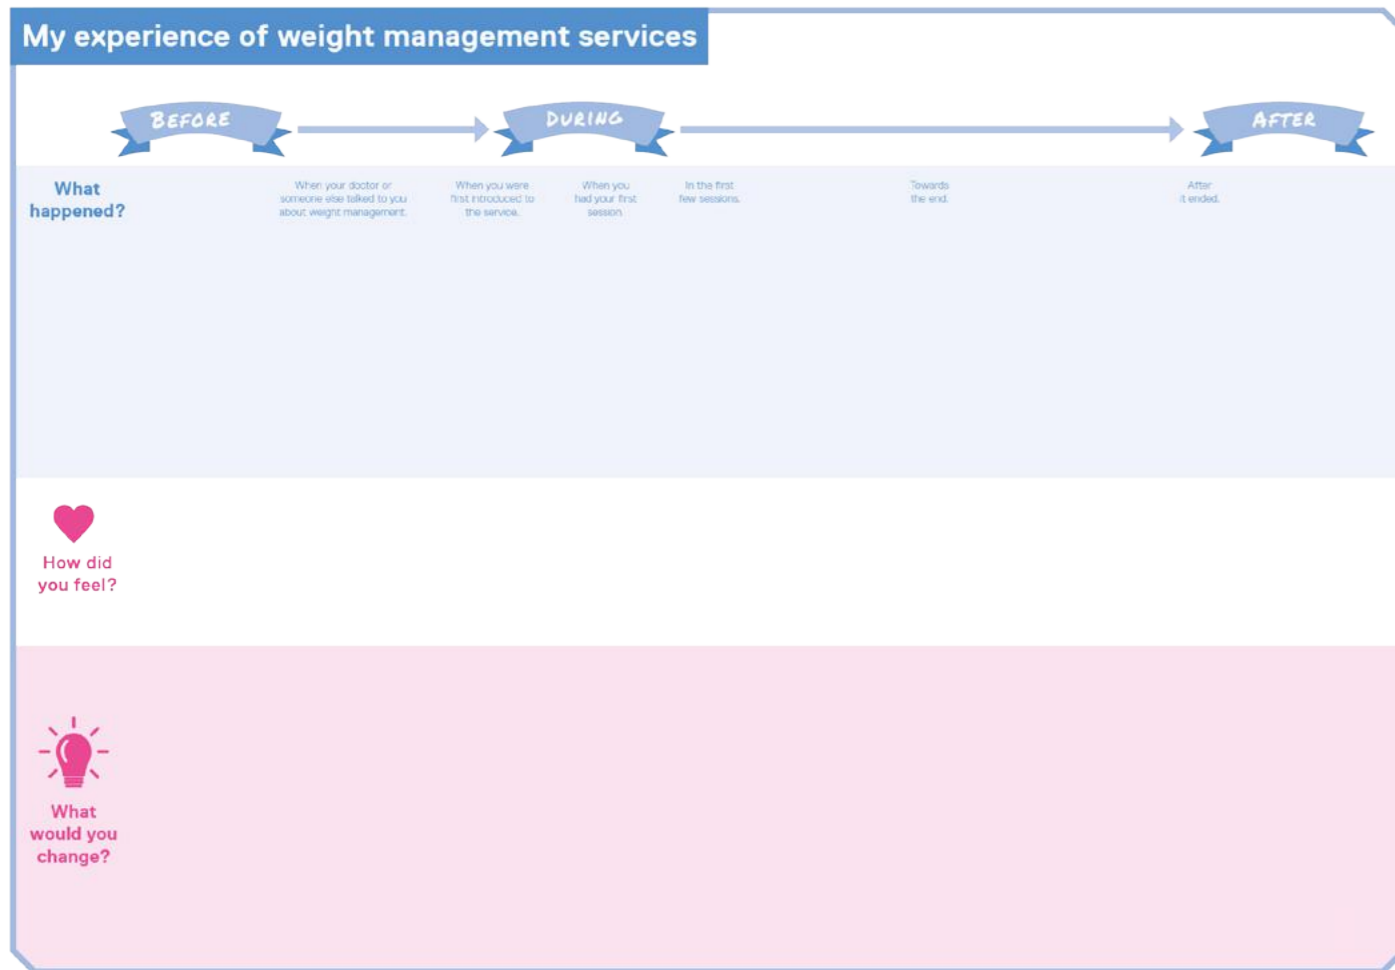 My experience of weight management services
BEFORE
DURING
AFTER
What
happened?
When your doctor or
someone else talked to you
about weight management.
When you were
first introduced to
the service.
When you
had your first
session
In the first
few sessions.
Towards
the end.
After
it ended.
How did
you feel?
What
would you
change?